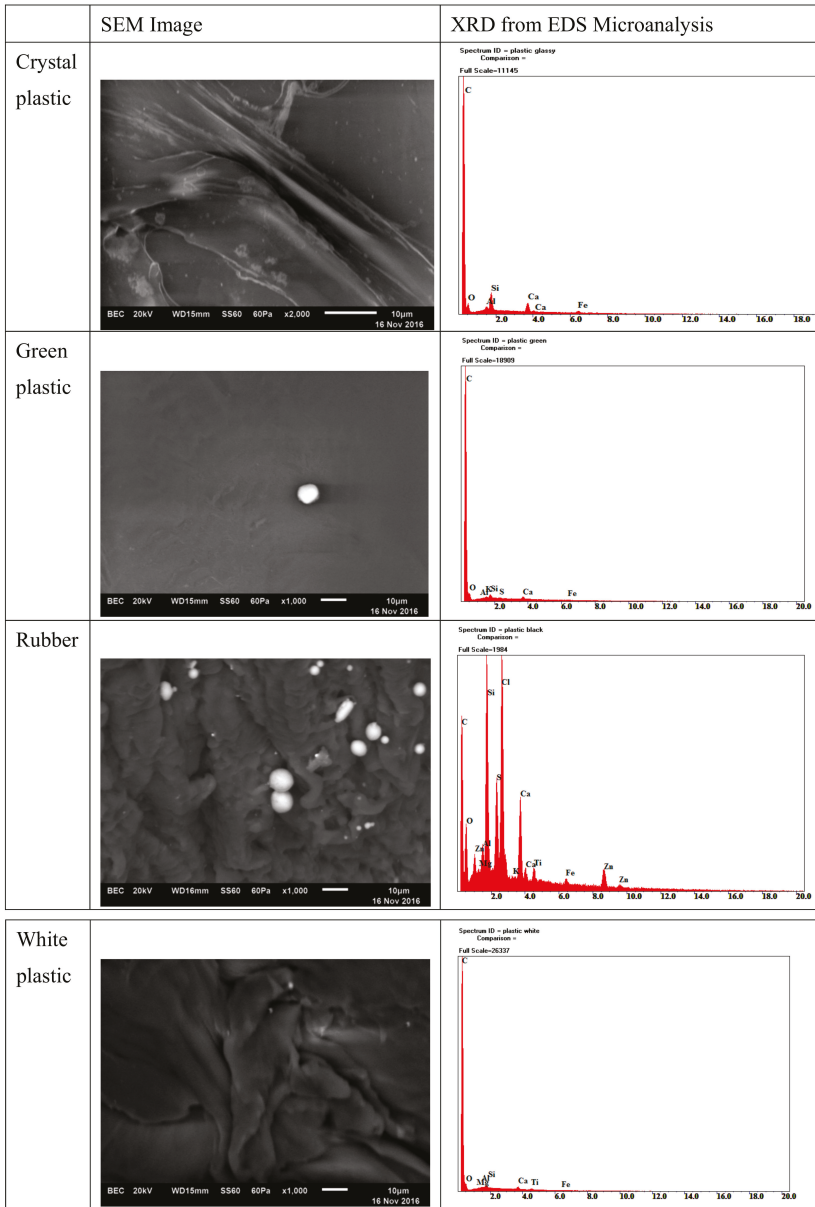 SEM Image
XRD from EDS Microanalysis
Crystal
plastic
BEC 20kV WD15mm SS60 60Pa x2,000 10µm
16 Nov 2016
Spectrum ID = plastic glassy
Comparison =
Full Scale=11145
C
O
Al
Si
Ca
Ca
Fe
2.0 4.0 6.0 8.0 10.0 12.0 14.0 16.0 18.0
Green
plastic
BEC 20kV WD15mm SS60 60Pa x1,000 10µm
16 Nov 2016
Spectrum ID = plastic green
Comparison =
Full Scale=18989
C
O
Al
K
Si
S
Ca
Fe
2.0 4.0 6.0 8.0 10.0 12.0 14.0 16.0 18.0 20.0
Rubber
BEC 20kV WD16mm SS60 60Pa x1,000 10µm
16 Nov 2016
Spectrum ID = plastic black
Comparison =
Full Scale=1984
C
O
Zn
Mg
Al
Si
S
Cl
K
Ca
Ca
Ti
Fe
Zn
Zn
2.0 4.0 6.0 8.0 10.0 12.0 14.0 16.0 18.0 20.0
White
plastic
BEC 20kV WD15mm SS60 60Pa x1,000 10µm
16 Nov 2016
Spectrum ID = plastic white
Comparison =
Full Scale=26337
C
O
Mg
Al
Si
Ca
Ti
Fe
2.0 4.0 6.0 8.0 10.0 12.0 14.0 16.0 18.0 20.0